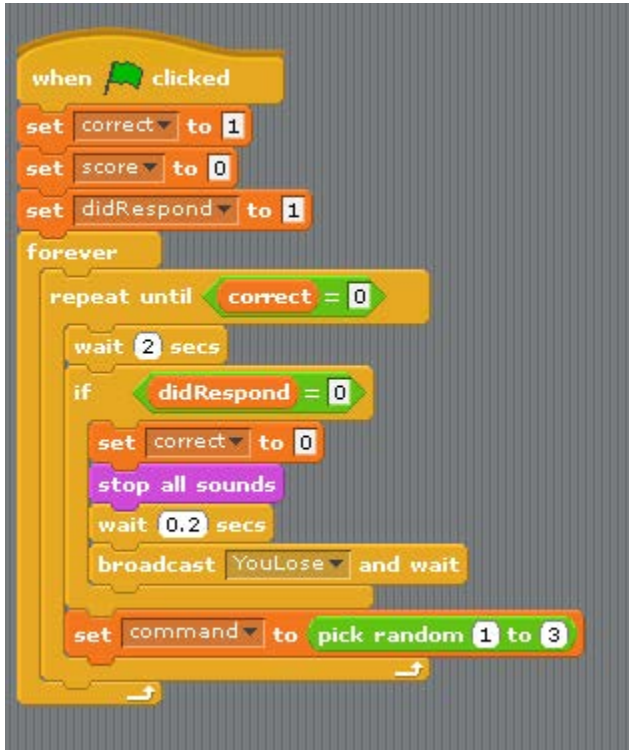 when clicked
set correct to 1
set score to 0
set didRespond to 1
forever
repeat until correct = 0
wait 2 secs
if didRespond = 0
set correct to 0
stop all sounds
wait 0.2 secs
broadcast YouLose and wait
set command to pick random 1 to 3